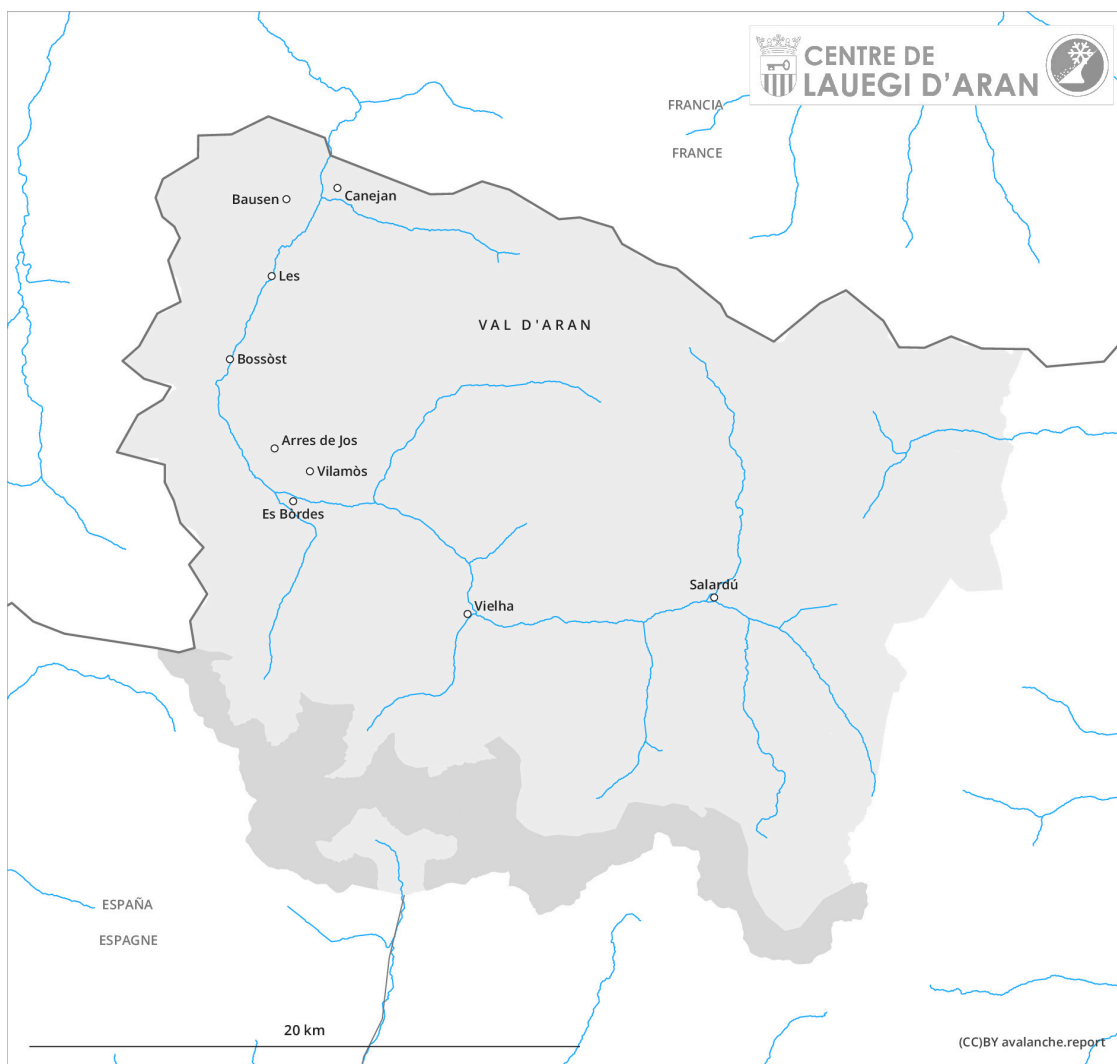 CENTRE DE
LAUEGI D'ARAN
FRANCIA
FRANCE
Bausen
Canejan
Les
VAL D'ARAN
Bossòst
Arres de Jos
Vilamòs
Es Bòrdes
Salardú
Vielha
ESPAÑA
ESPAGNE
20 km
(CC)BY avalanche.report